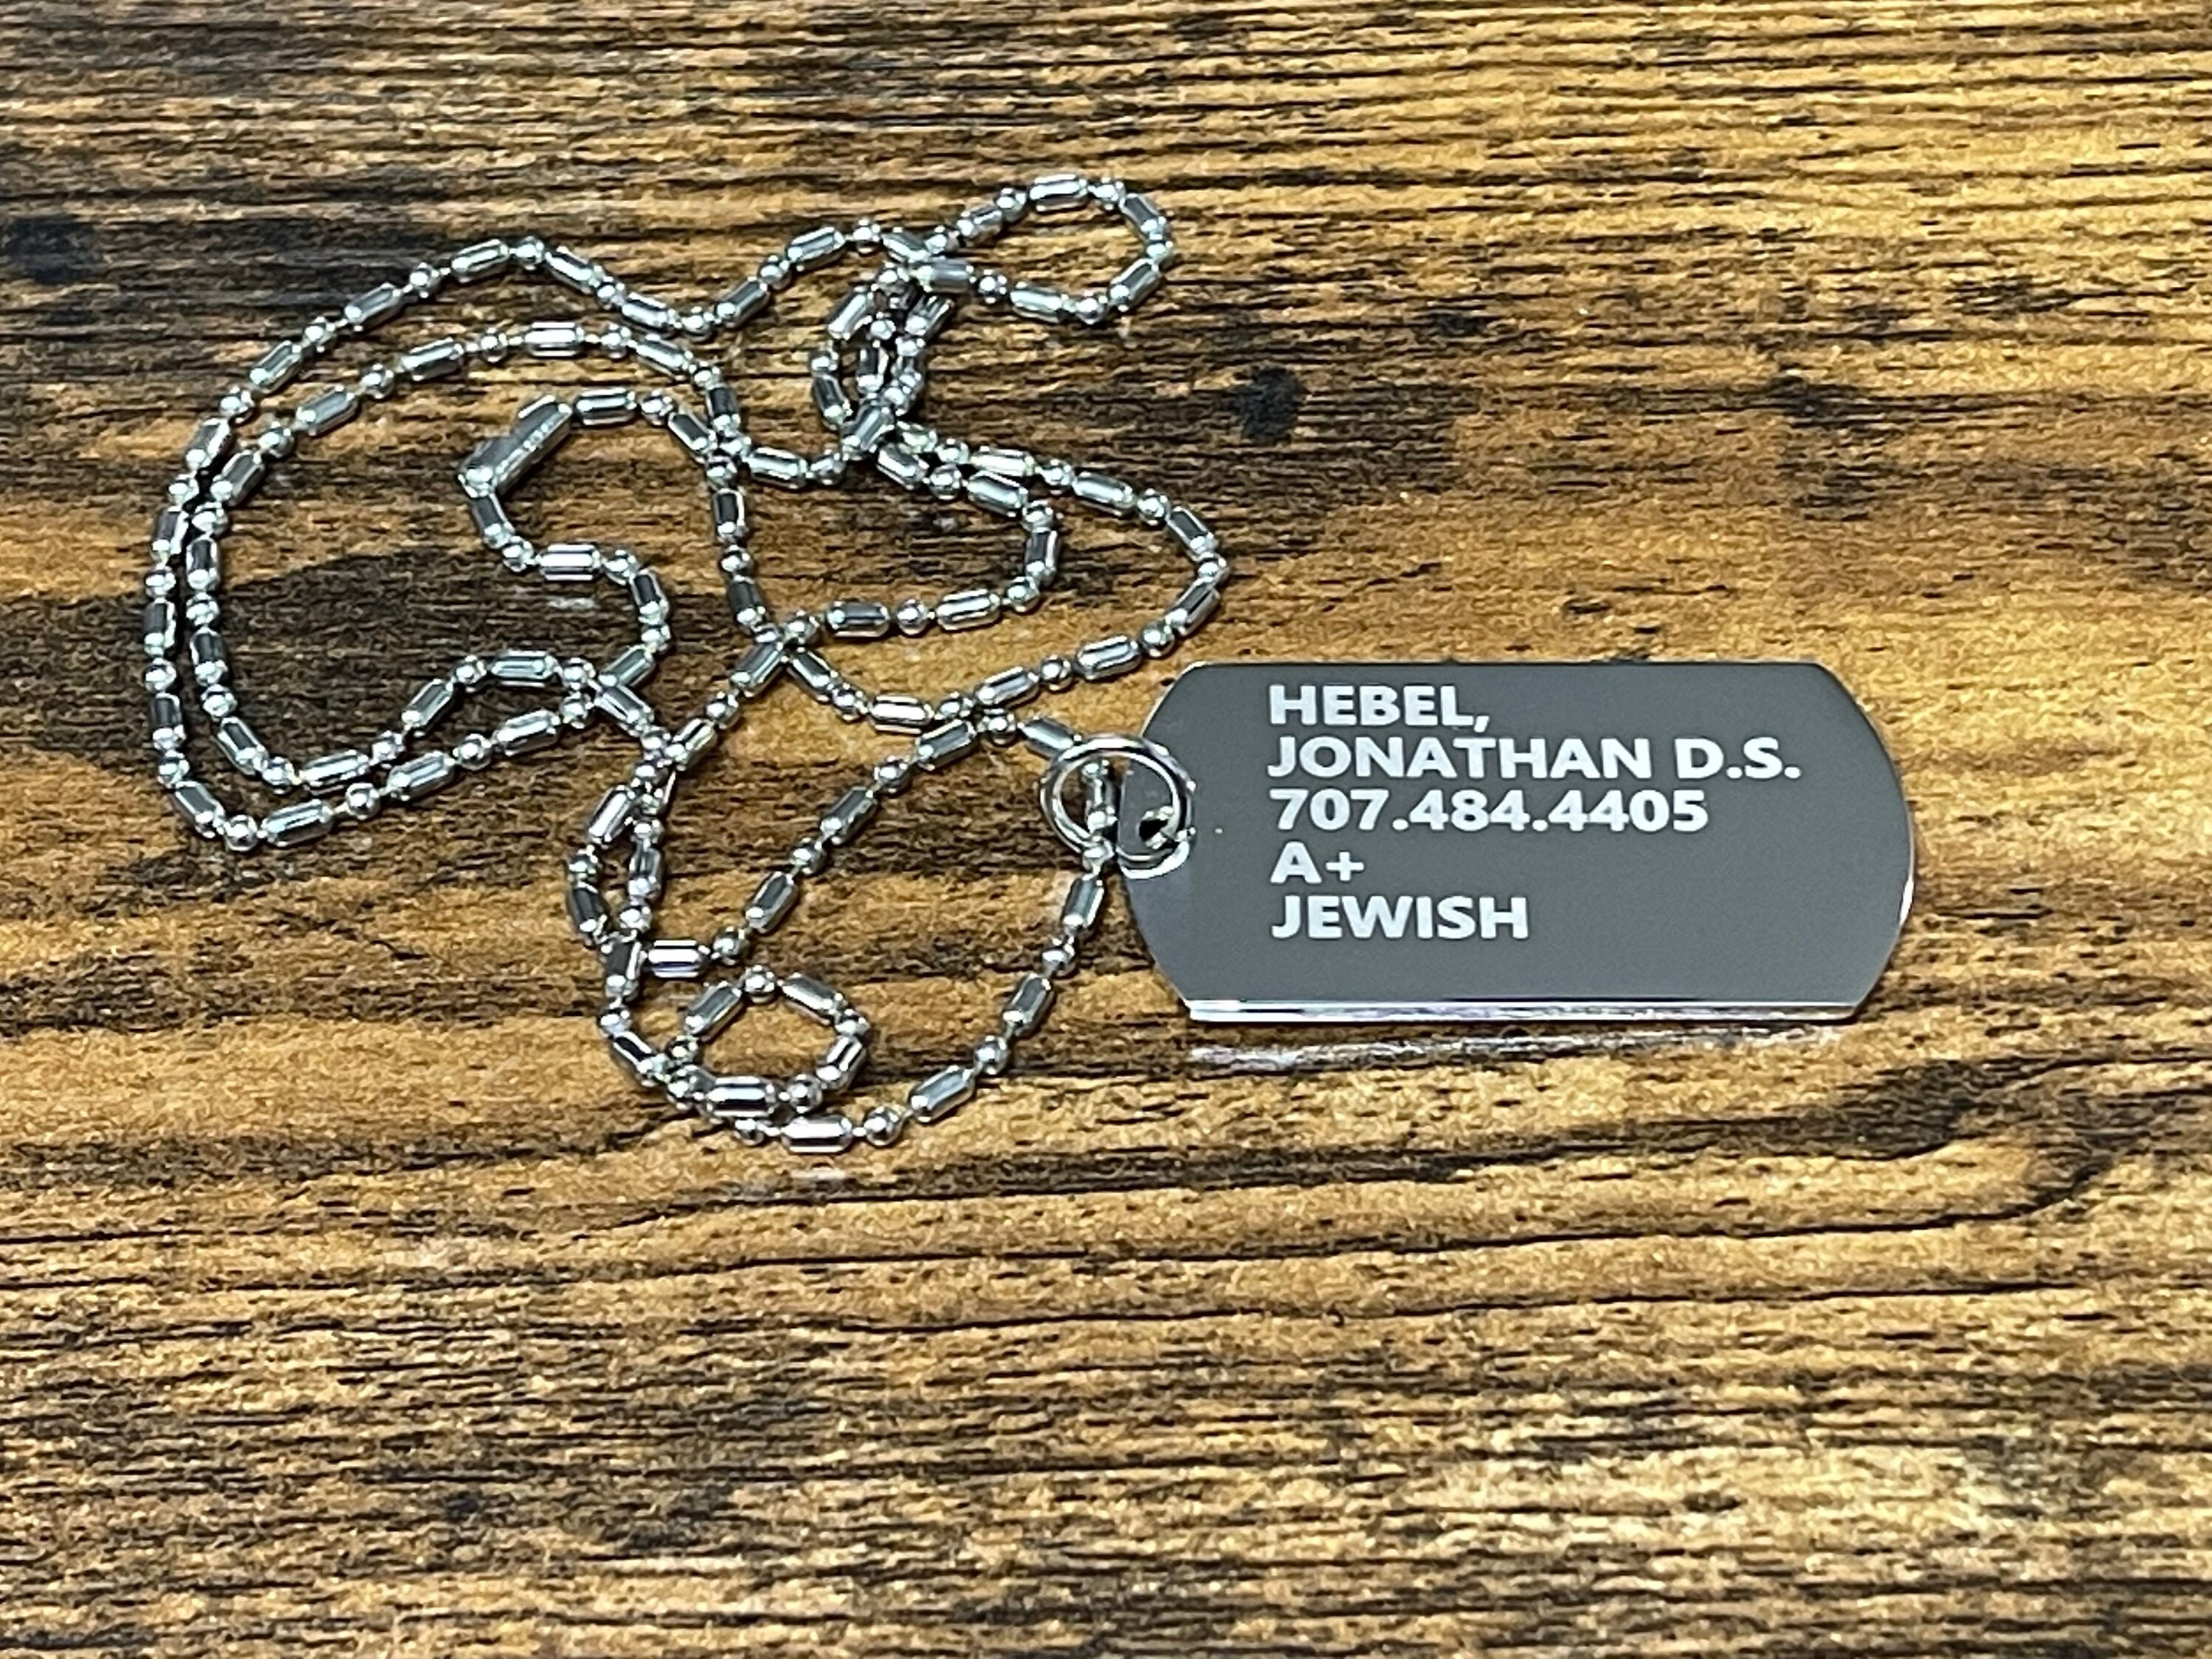 HEBEL,
JONATHAN D.S.
707.484.4405
A+
JEWISH